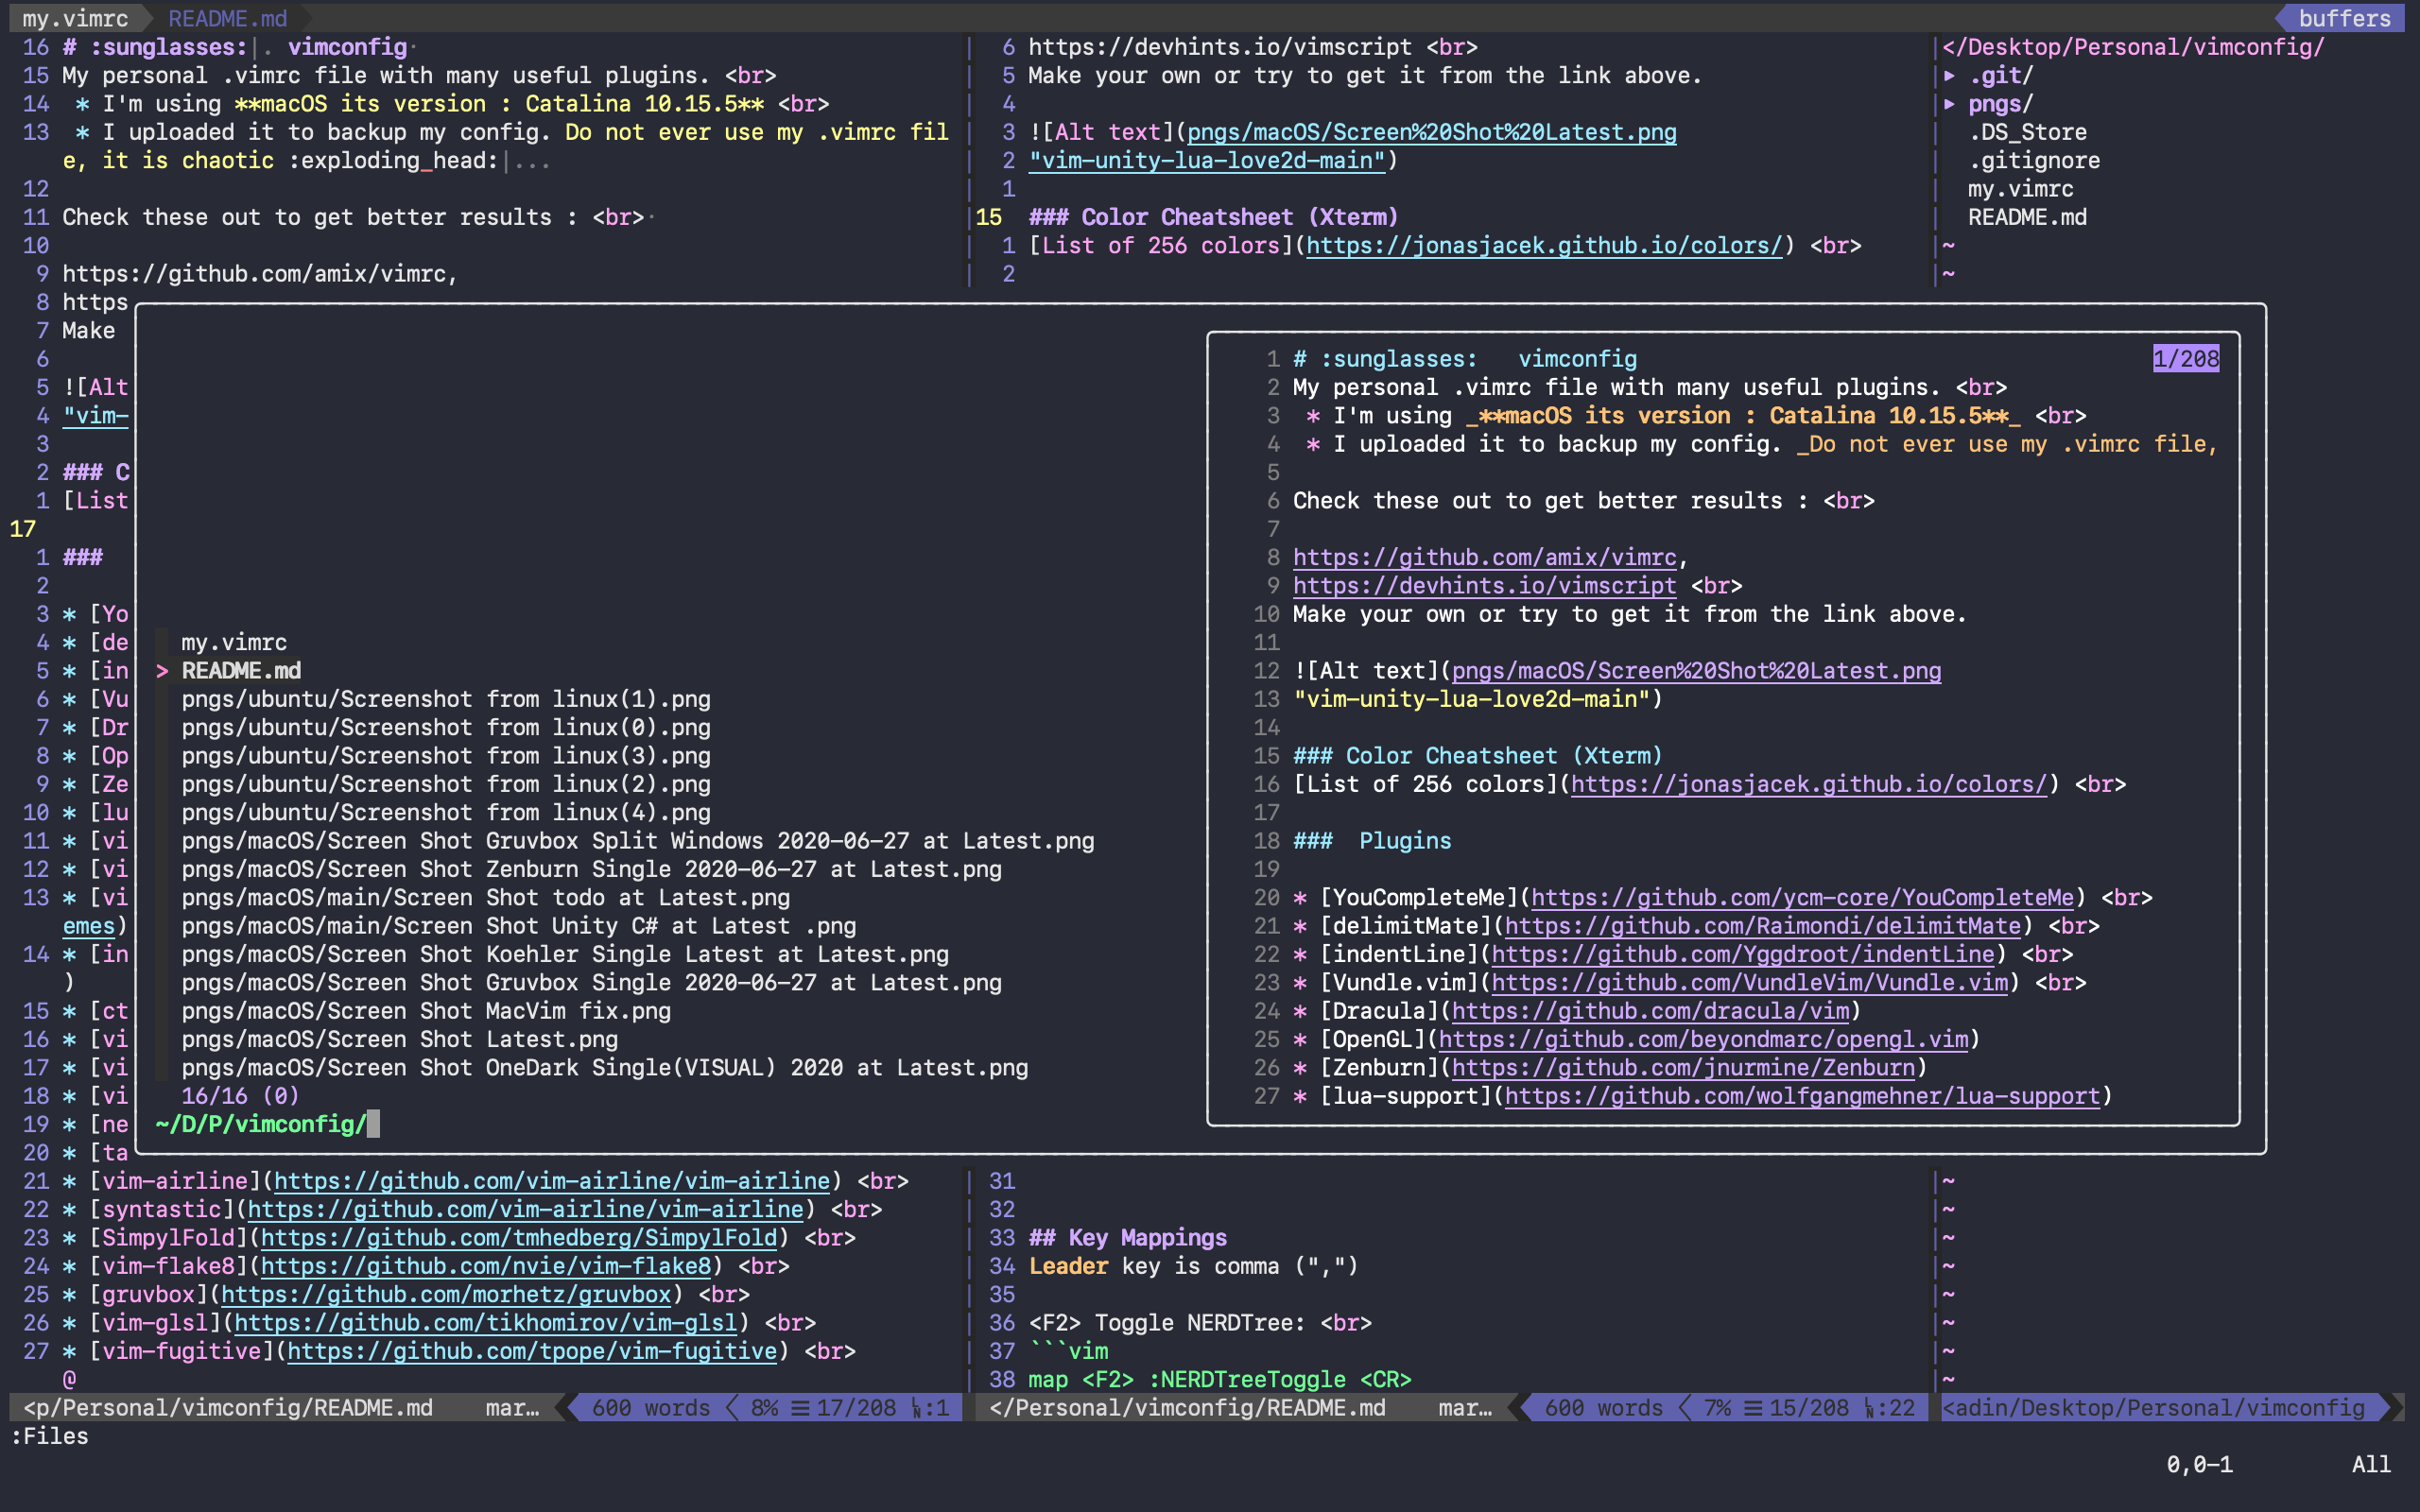 my.vimrc README.md buffers
16 # :sunglasses:|. vimconfig·
15 My personal .vimrc file with many useful plugins. <br>
14 * I'm using **macOS its version : Catalina 10.15.5** <br>
13 * I uploaded it to backup my config. Do not ever use my .vimrc fil
e, it is chaotic :exploding_head:|...
12
11 Check these out to get better results : <br>·
10
9 https://github.com/amix/vimrc,
8 https
7 Make
6
5 ![Alt
4 "vim-
3
2 ### C
1 [List
17
1 ###
2
3 * [Yo
4 * [de
5 * [in
6 * [Vu
7 * [Dr
8 * [Op
9 * [Ze
10 * [lu
11 * [vi
12 * [vi
13 * [vi
emes)
14 * [in
)
15 * [ct
16 * [vi
17 * [vi
18 * [vi
19 * [ne
20 * [ta
21 * [vim-airline](https://github.com/vim-airline/vim-airline) <br>
22 * [syntastic](https://github.com/vim-airline/vim-airline) <br>
23 * [SimpylFold](https://github.com/tmhedberg/SimpylFold) <br>
24 * [vim-flake8](https://github.com/nvie/vim-flake8) <br>
25 * [gruvbox](https://github.com/morhetz/gruvbox) <br>
26 * [vim-glsl](https://github.com/tikhomirov/vim-glsl) <br>
27 * [vim-fugitive](https://github.com/tpope/vim-fugitive) <br>
@
6 https://devhints.io/vimscript <br>
5 Make your own or try to get it from the link above.
4
3 ![Alt text](pngs/macOS/Screen%20Shot%20Latest.png
2 "vim-unity-lua-love2d-main")
1
15 ### Color Cheatsheet (Xterm)
1 [List of 256 colors](https://jonasjacek.github.io/colors/) <br>
2
31
32
33 ## Key Mappings
34 Leader key is comma (",")
35
36 <F2> Toggle NERDTree: <br>
37 ```vim
38 map <F2> :NERDTreeToggle <CR>
</Desktop/Personal/vimconfig/
▸ .git/
▸ pngs/
.DS_Store
.gitignore
my.vimrc
README.md
~
~
~
~
~
~
~
~
~
~
my.vimrc
> README.md
pngs/ubuntu/Screenshot from linux(1).png
pngs/ubuntu/Screenshot from linux(0).png
pngs/ubuntu/Screenshot from linux(3).png
pngs/ubuntu/Screenshot from linux(2).png
pngs/ubuntu/Screenshot from linux(4).png
pngs/macOS/Screen Shot Gruvbox Split Windows 2020-06-27 at Latest.png
pngs/macOS/Screen Shot Zenburn Single 2020-06-27 at Latest.png
pngs/macOS/main/Screen Shot todo at Latest.png
pngs/macOS/main/Screen Shot Unity C# at Latest .png
pngs/macOS/Screen Shot Koehler Single Latest at Latest.png
pngs/macOS/Screen Shot Gruvbox Single 2020-06-27 at Latest.png
pngs/macOS/Screen Shot MacVim fix.png
pngs/macOS/Screen Shot Latest.png
pngs/macOS/Screen Shot OneDark Single(VISUAL) 2020 at Latest.png
16/16 (0)
~/D/P/vimconfig/
1 # :sunglasses: vimconfig 1/208
2 My personal .vimrc file with many useful plugins. <br>
3 * I'm using _**macOS its version : Catalina 10.15.5**_ <br>
4 * I uploaded it to backup my config. _Do not ever use my .vimrc file,
5
6 Check these out to get better results : <br>
7
8 https://github.com/amix/vimrc,
9 https://devhints.io/vimscript <br>
10 Make your own or try to get it from the link above.
11
12 ![Alt text](pngs/macOS/Screen%20Shot%20Latest.png
13 "vim-unity-lua-love2d-main")
14
15 ### Color Cheatsheet (Xterm)
16 [List of 256 colors](https://jonasjacek.github.io/colors/) <br>
17
18 ### Plugins
19
20 * [YouCompleteMe](https://github.com/ycm-core/YouCompleteMe) <br>
21 * [delimitMate](https://github.com/Raimondi/delimitMate) <br>
22 * [indentLine](https://github.com/Yggdroot/indentLine) <br>
23 * [Vundle.vim](https://github.com/VundleVim/Vundle.vim) <br>
24 * [Dracula](https://github.com/dracula/vim)
25 * [OpenGL](https://github.com/beyondmarc/opengl.vim)
26 * [Zenburn](https://github.com/jnurmine/Zenburn)
27 * [lua-support](https://github.com/wolfgangmehner/lua-support)
<p/Personal/vimconfig/README.md mar… 600 words 8% ☰ 17/208 ㏑:1
</Personal/vimconfig/README.md mar… 600 words 7% ☰ 15/208 ㏑:22
<adin/Desktop/Personal/vimconfig
:Files
0,0-1 All